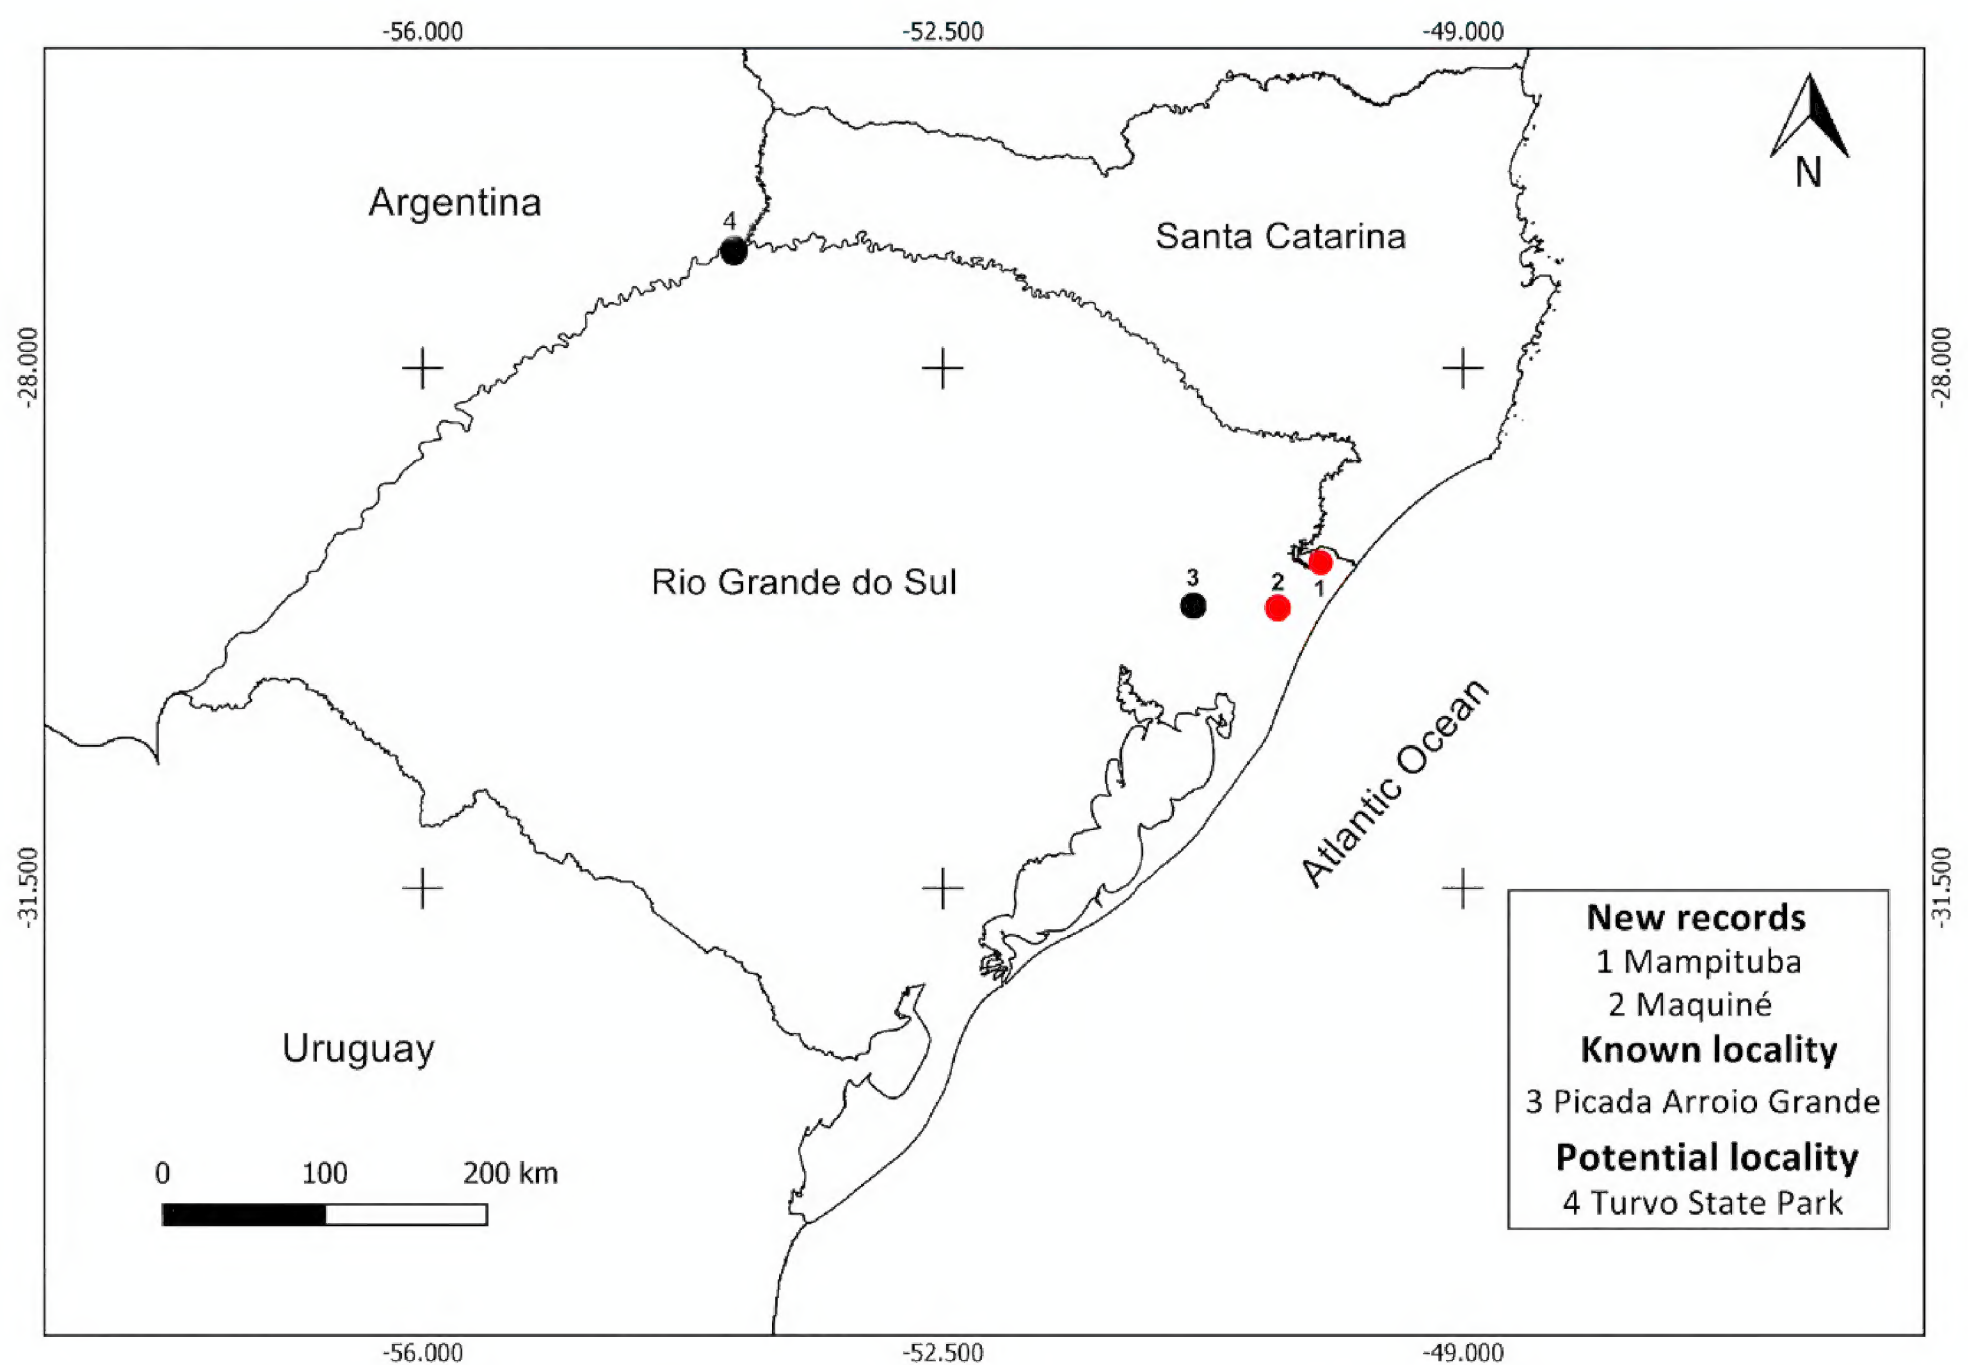 -56.000 -52.500 -49.000
N
Argentina
4
Santa Catarina
-28.000 -28.000
Rio Grande do Sul
3 2 1
Atlantic Ocean
-31.500 -31.500
Uruguay
0 100 200 km
New records
1 Mampituba
2 Maquiné
Known locality
3 Picada Arroio Grande
Potential locality
4 Turvo State Park
-56.000 -52.500 -49.000